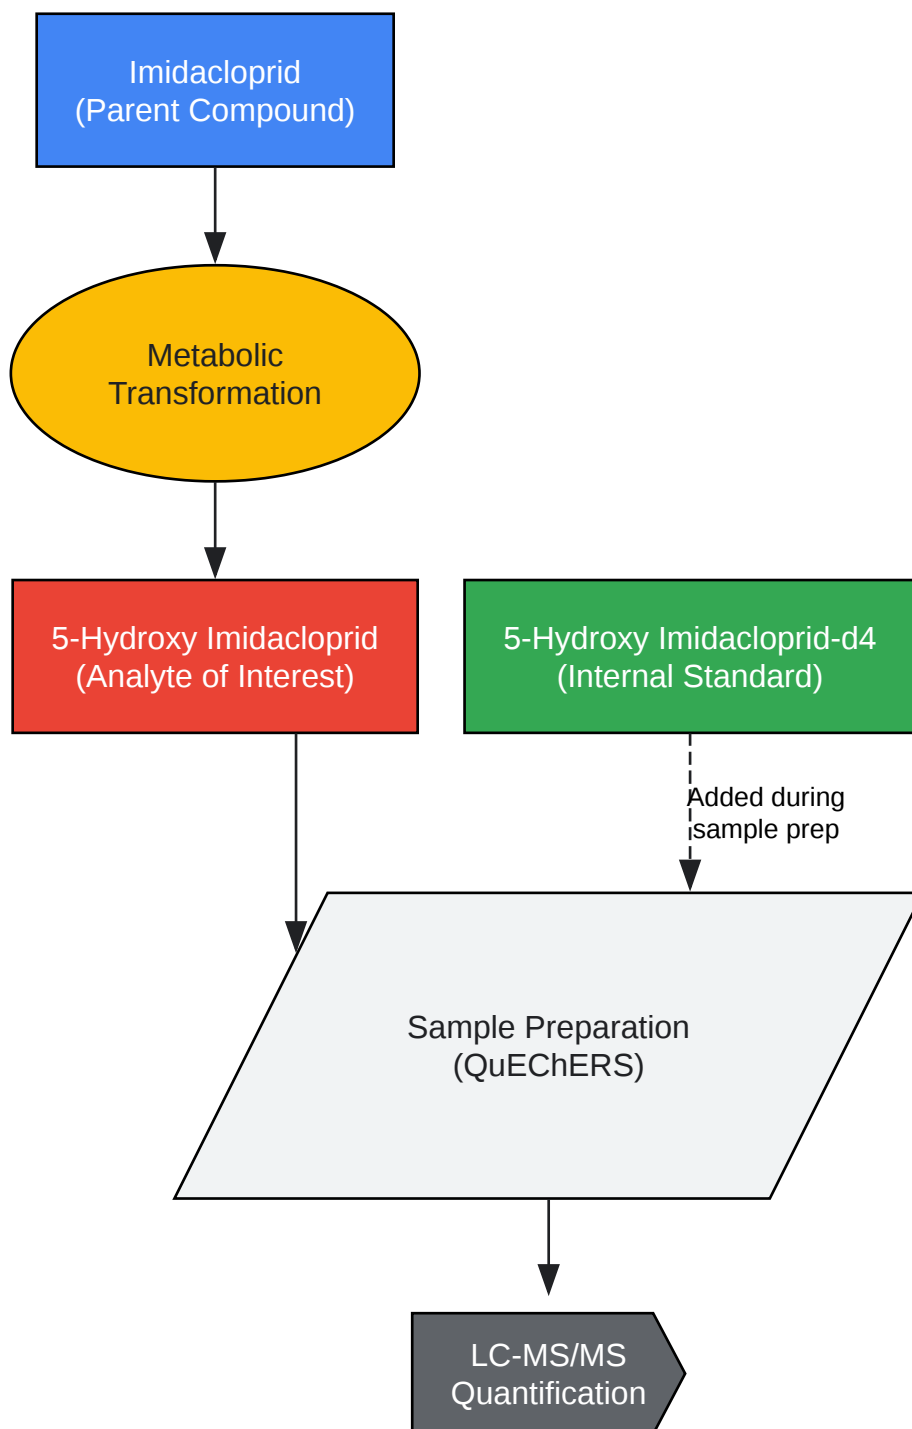 Imidacloprid
(Parent Compound)
Metabolic
Transformation
5-Hydroxy Imidacloprid
(Analyte of Interest)
5-Hydroxy Imidacloprid-d4
(Internal Standard)
Added during
sample prep
Sample Preparation
(QuEChERS)
LC-MS/MS
Quantification